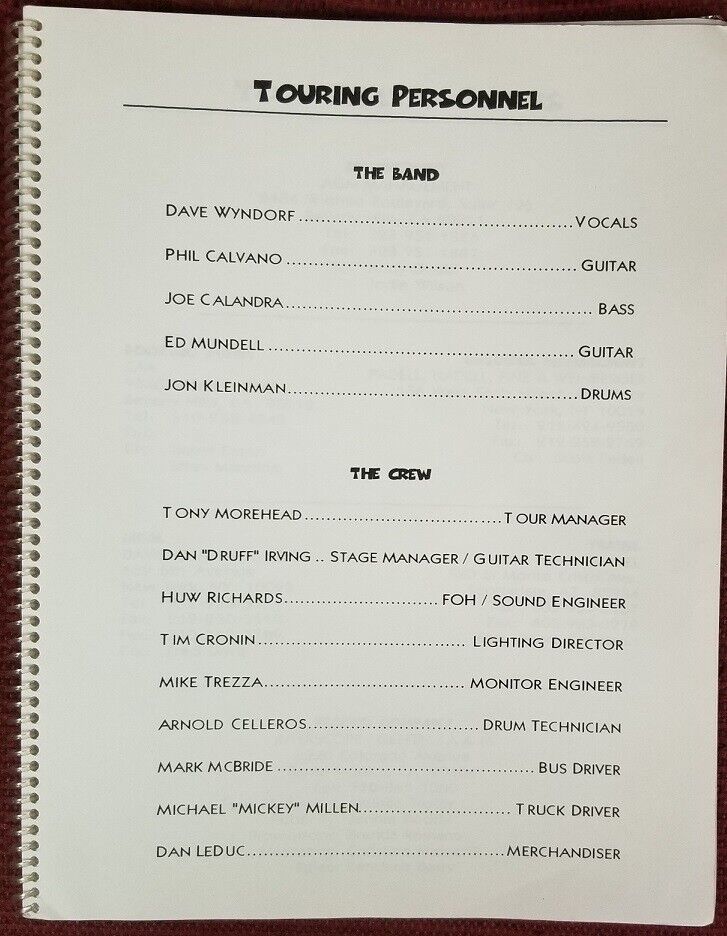 TOURING PERSONNEL
THE BAND
DAVE WYNDORF........................................VOCALS
PHIL CALVANO ..........................................GUITAR
JOE CALANDRA............................................. BASS
ED MUNDELL .............................................GUITAR
JON KLEINMAN..........................................DRUMS
THE CREW
TONY MOREHEAD..............................TOUR MANAGER
DAN "DRUFF" IRVING .. STAGE MANAGER / GUITAR TECHNICIAN
HUW RICHARDS....................... FOH / SOUND ENGINEER
TIM CRONIN............................... LIGHTING DIRECTOR
MIKE TREZZA.............................. MONITOR ENGINEER
ARNOLD CELLEROS..........................DRUM TECHNICIAN
MARK MCBRIDE ...................................... BUS DRIVER
MICHAEL "MICKEY" MILLEN....................... TRUCK DRIVER
DAN LEDUC......................................MERCHANDISER